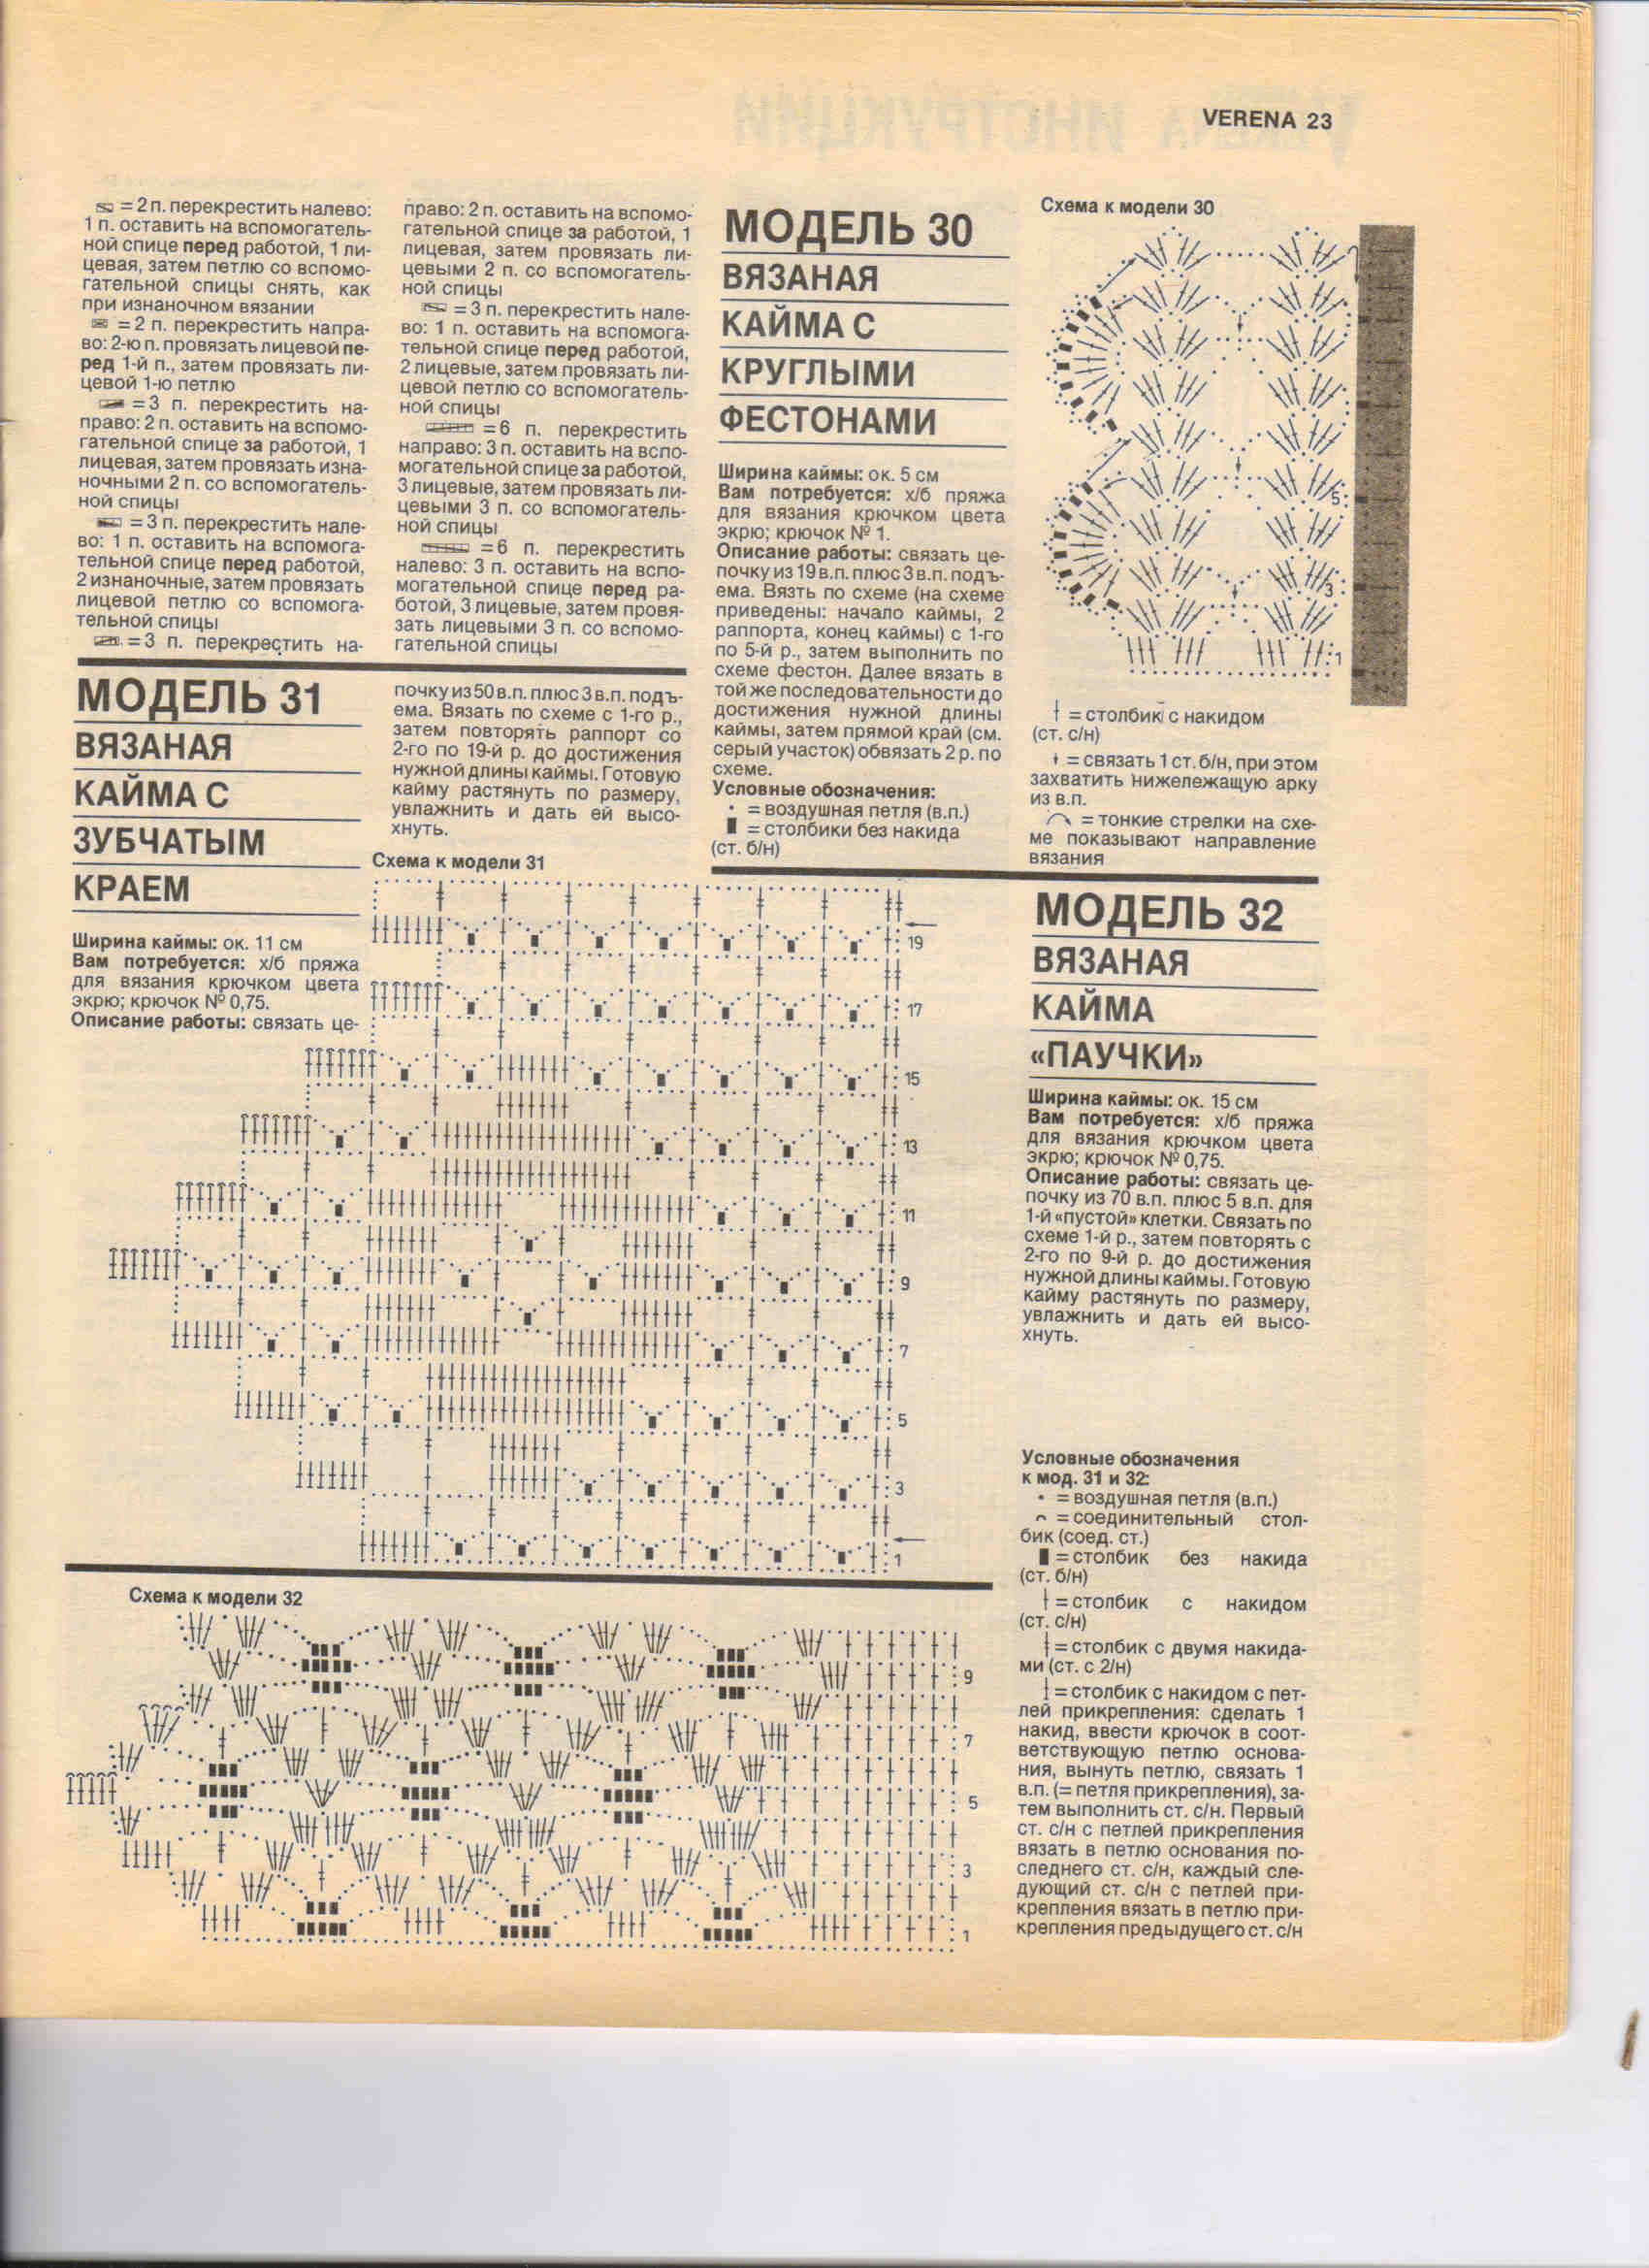 VERENA 23
= 2 п. перекрестить налево:
1 п. оставить на вспомогатель-
ной спице перед работой, 1 ли-
цевая, затем петлю со вспомо-
гательной спицы снять, как
при изнаночном вязании
= 2 п. перекрестить напра-
во: 2-ю п. провязать лицевой пе-
ред 1-й п., затем провязать ли-
цевой 1-ю петлю
= 3 п. перекрестить на-
право: 2 п. оставить на вспомо-
гательной спице за работой, 1
лицевая, затем провязать изна-
ночными 2 п. со вспомогатель-
ной спицы
= 3 п. перекрестить нале-
во: 1 п. оставить на вспомога-
тельной спице перед работой,
2 изнаночные, затем провязать
лицевой петлю со вспомога-
тельной спицы
= 3 п. перекрестить на-
право: 2 п. оставить на вспомо-
гательной спице за работой, 1
лицевая, затем провязать ли-
цевыми 2 п. со вспомогатель-
ной спицы
= 3 п. перекрестить нале-
во: 1 п. оставить на вспомога-
тельной спице перед работой,
2 лицевые, затем провязать ли-
цевой петлю со вспомогатель-
ной спицы
= 6 п. перекрестить
направо: 3 п. оставить на вспо-
могательной спице за работой,
3 лицевые, затем провязать ли-
цевыми 3 п. со вспомогатель-
ной спицы
= 6 п. перекрестить
налево: 3 п. оставить на вспо-
могательной спице перед ра-
ботой, 3 лицевые, затем провя-
зать лицевыми 3 п. со вспомо-
гательной спицы
МОДЕЛЬ 30
ВЯЗАНАЯ
КАЙМА С
КРУГЛЫМИ
ФЕСТОНАМИ
Ширина каймы: ок. 5 см
Вам потребуется: х/б пряжа
для вязания крючком цвета
экрю; крючок № 1.
Описание работы: связать це-
почку из 19 в.п. плюс 3 в.п. подъ-
ема. Вязть по схеме (на схеме
приведены: начало каймы, 2
раппорта, конец каймы) с 1-го
по 5-й р., затем выполнить по
схеме фестон. Далее вязать в
той же последовательности до
достижения нужной длины
каймы, затем прямой край (см.
серый участок) обвязать 2 р. по
схеме.
Условные обозначения:
= воздушная петля (в.п.)
= столбики без накида
(ст. б/н)
Схема к модели 30
5
3
1
2
= столбик с накидом
(ст. с/н)
= связать 1 ст. б/н, при этом
захватить нижележащую арку
из в.п.
= тонкие стрелки на схе-
ме показывают направление
вязания
МОДЕЛЬ 31
ВЯЗАНАЯ
КАЙМА С
ЗУБЧАТЫМ
КРАЕМ
Ширина каймы: ок. 11 см
Вам потребуется: х/б пряжа
для вязания крючком цвета
экрю; крючок № 0,75.
Описание работы: связать це-
почку из 50 в.п. плюс 3 в.п. подъ-
ема. Вязать по схеме с 1-го р.,
затем повторять раппорт со
2-го по 19-й р. до достижения
нужной длины каймы. Готовую
кайму растянуть по размеру,
увлажнить и дать ей высо-
хнуть.
Схема к модели 31
19
17
15
13
11
9
7
5
3
1
МОДЕЛЬ 32
ВЯЗАНАЯ
КАЙМА
«ПАУЧКИ»
Ширина каймы: ок. 15 см
Вам потребуется: х/б пряжа
для вязания крючком цвета
экрю; крючок № 0,75.
Описание работы: связать це-
почку из 70 в.п. плюс 5 в.п. для
1-й «пустой» клетки. Связать по
схеме 1-й р., затем повторять с
2-го по 9-й р. до достижения
нужной длины каймы. Готовую
кайму растянуть по размеру,
увлажнить и дать ей высо-
хнуть.
Условные обозначения
к мод. 31 и 32:
= воздушная петля (в.п.)
= соединительный стол-
бик (соед. ст.)
= столбик без накида
(ст. б/н)
= столбик с накидом
(ст. с/н)
= столбик с двумя накида-
ми (ст. с 2/н)
= столбик с накидом с пет-
лей прикрепления: сделать 1
накид, ввести крючок в соот-
ветствующую петлю основа-
ния, вынуть петлю, связать 1
в.п. (= петля прикрепления), за-
тем выполнить ст. с/н. Первый
ст. с/н с петлей прикрепления
вязать в петлю основания по-
следнего ст. с/н, каждый сле-
дующий ст. с/н с петлей при-
крепления вязать в петлю при-
крепления предыдущего ст. с/н
Схема к модели 32
9
7
5
3
1